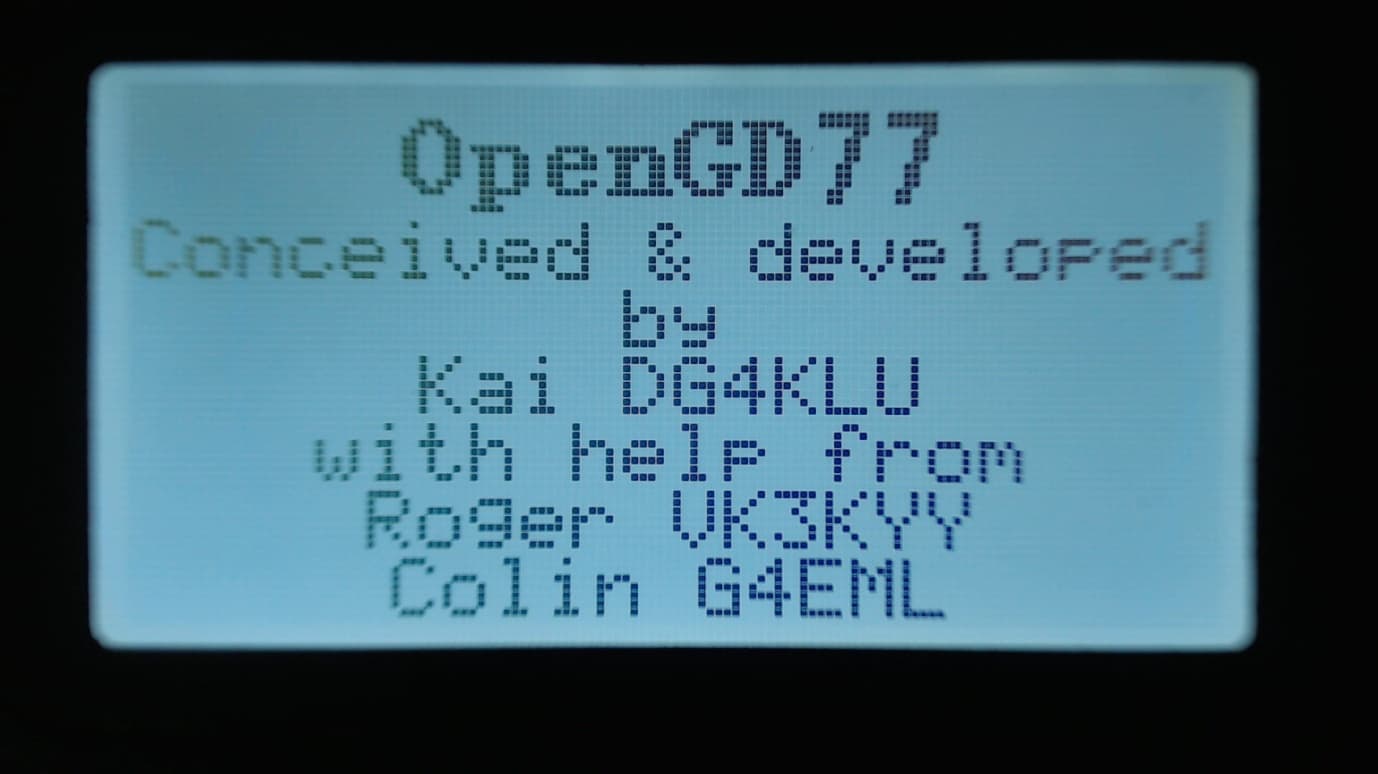 OpenGD77
Conceived & developed
by
Kai DG4KLU
with help from
Roger VK3KYY
Colin G4EML